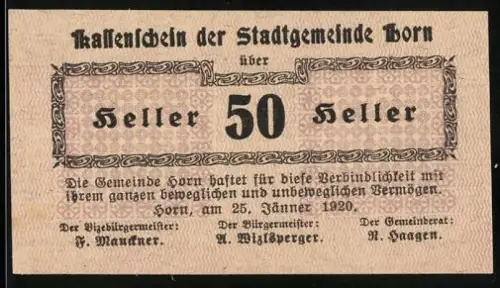 Kassenschein der Stadtgemeinde Horn
über
Heller 50 Heller
Die Gemeinde Horn haftet für diese Verbindlichkeit mit
ihrem ganzen beweglichen und unbeweglichen Vermögen.
Horn, am 25. Jänner 1920.
Der Vizebürgermeister: Der Bürgermeister: Der Gemeinderat:
F. Mauckner. A. Wizlsperger. R. Haagen.